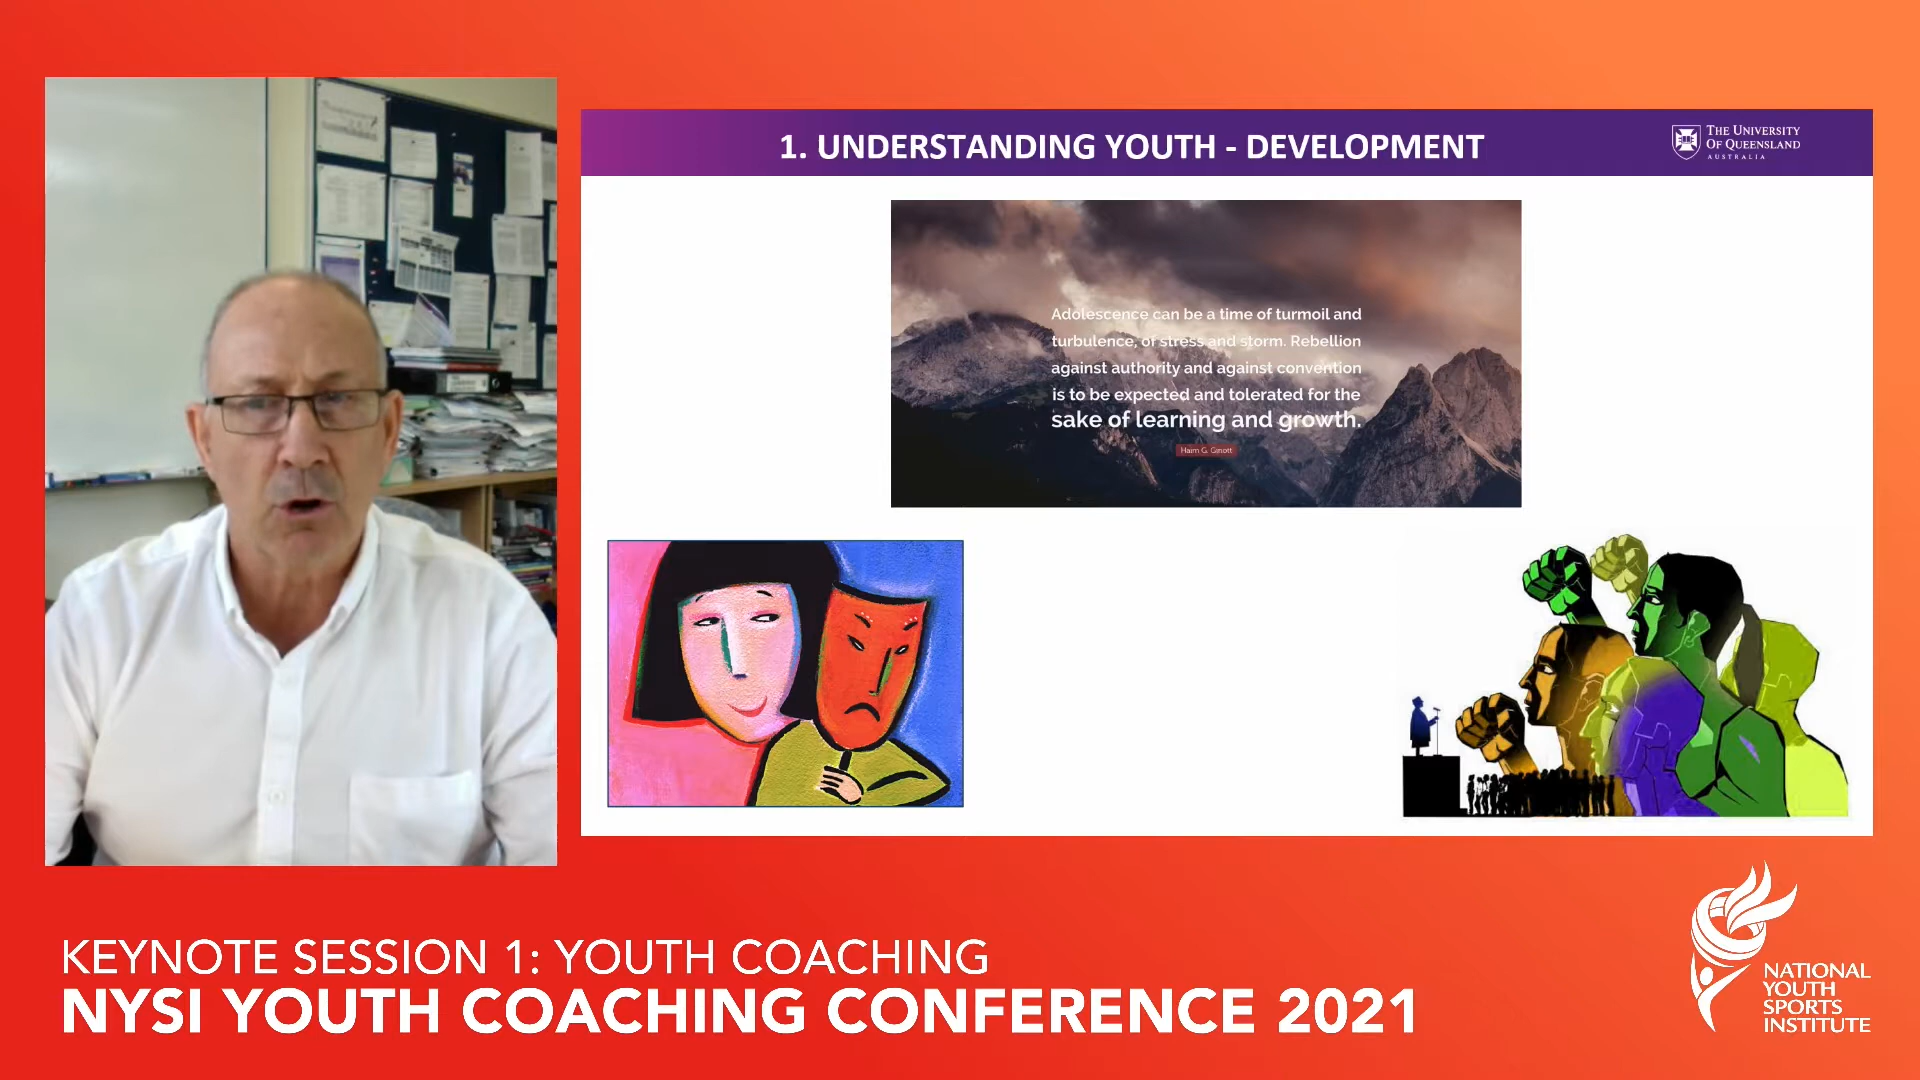 1. UNDERSTANDING YOUTH - DEVELOPMENT
THE UNIVERSITY
OF QUEENSLAND
AUSTRALIA
Adolescence can be a time of turmoil and
turbulence, of stress and storm. Rebellion
against authority and against convention
is to be expected and tolerated for the
sake of learning and growth.
Haim G. Ginott
KEYNOTE SESSION 1: YOUTH COACHING
NYSI YOUTH COACHING CONFERENCE 2021
NATIONAL
YOUTH
SPORTS
INSTITUTE